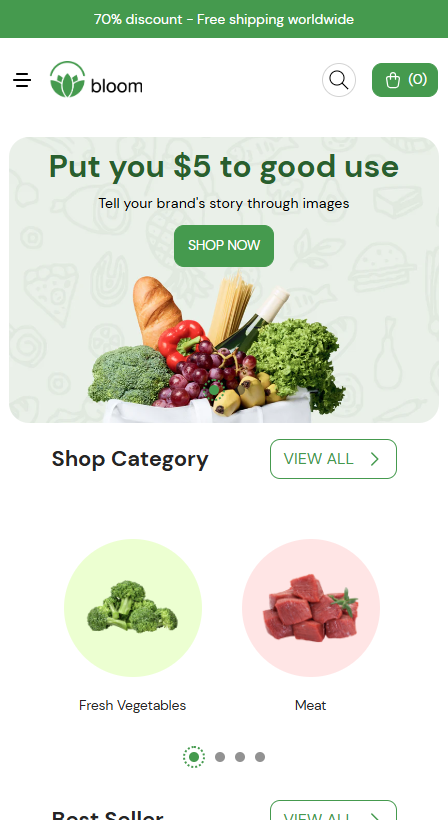 70% discount - Free shipping worldwide
bloom
(0)
Put you $5 to good use
Tell your brand's story through images
SHOP NOW
Shop Category
VIEW ALL
Fresh Vegetables
Meat
Best Seller
VIEW ALL